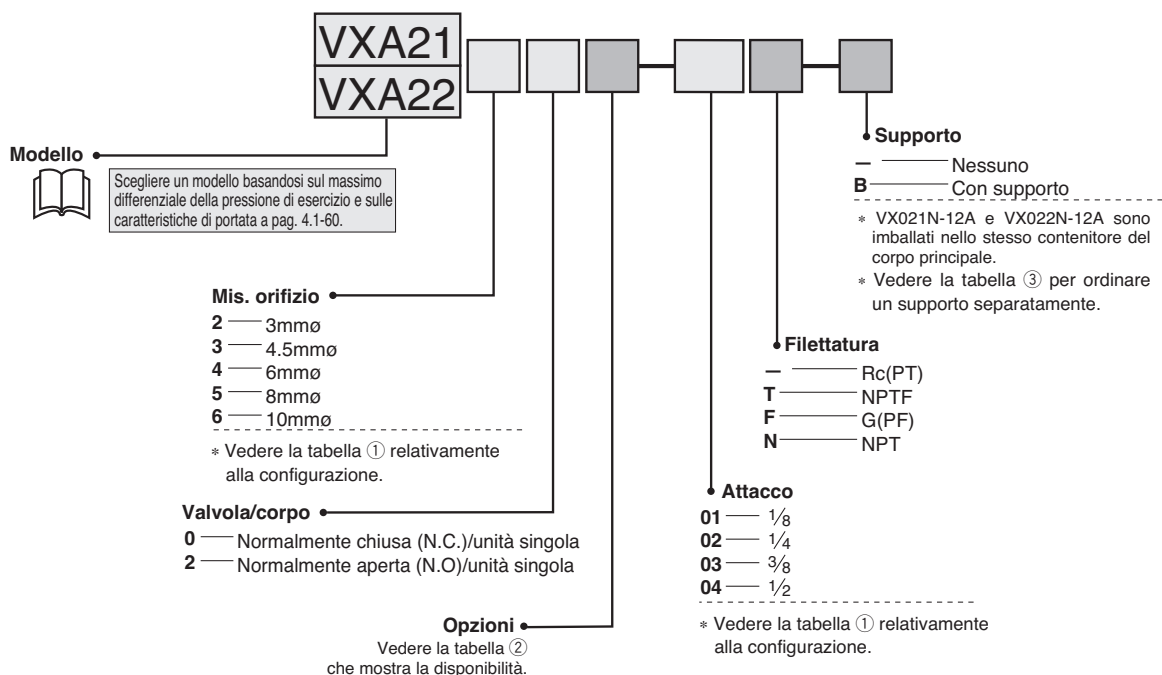 VXA21
VXA22
Modello
Scegliere un modello basandosi sul massimo
differenziale della pressione di esercizio e sulle
caratteristiche di portata a pag. 4.1-60.
Supporto
— Nessuno
B Con supporto
* VX021N-12A e VX022N-12A sono
imballati nello stesso contenitore del
corpo principale.
* Vedere la tabella ③ per ordinare
un supporto separatamente.
Mis. orifizio
2 3mmø
3 4.5mmø
4 6mmø
5 8mmø
6 10mmø
* Vedere la tabella ① relativamente
alla configurazione.
Filettatura
— Rc(PT)
T NPTF
F G(PF)
N NPT
Valvola/corpo
0 Normalmente chiusa (N.C.)/unità singola
2 Normalmente aperta (N.O)/unità singola
Attacco
01 1/8
02 1/4
03 3/8
04 1/2
* Vedere la tabella ① relativamente
alla configurazione.
Opzioni
Vedere la tabella ②
che mostra la disponibilità.